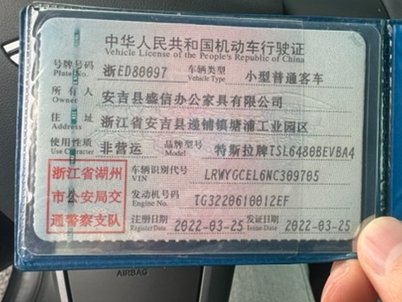 中华人民共和国机动车行驶证
Vehicle License of the People's Republic of China
号牌号码 浙ED80097 车辆类型 小型普通客车
Plate No. Vehicle Type
所有人 安吉县盛信办公家具有限公司
Owner
住址 浙江省安吉县递铺镇塘浦工业园区
Address
使用性质 非营运 品牌型号 特斯拉牌TSL6480BEVBA4
Use Character Model
浙江省湖州
市公安局交
通警察支队
车辆识别代号 LRWYGCEL6NC309705
VIN
发动机号码 TG3220610012EF
Engine No.
注册日期 2022-03-25 发证日期 2022-03-25
Register Date Issue Date
AIRBAG